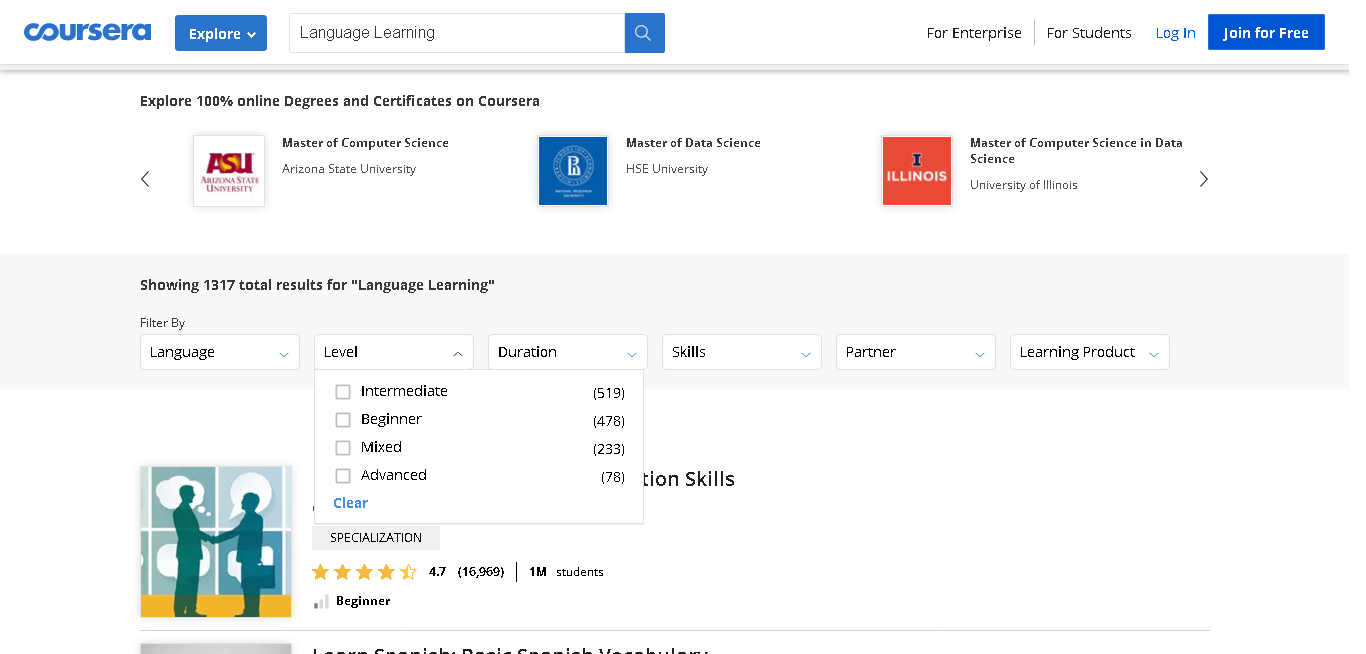 coursera
Explore
Language Learning
For Enterprise
For Students
Log In
Join for Free
Explore 100% online Degrees and Certificates on Coursera
ASU
ARIZONA STATE
UNIVERSITY
Master of Computer Science
Arizona State University
Master of Data Science
HSE University
I
ILLINOIS
Master of Computer Science in Data
Science
University of Illinois
Showing 1317 total results for "Language Learning"
Filter By
Language
Level
Duration
Skills
Partner
Learning Product
Intermediate (519)
Beginner (478)
Mixed (233)
Advanced (78)
Clear
tion Skills
SPECIALIZATION
4.7 (16,969) 1M students
Beginner
Learn Spanish: Basic Spanish Vocabulary